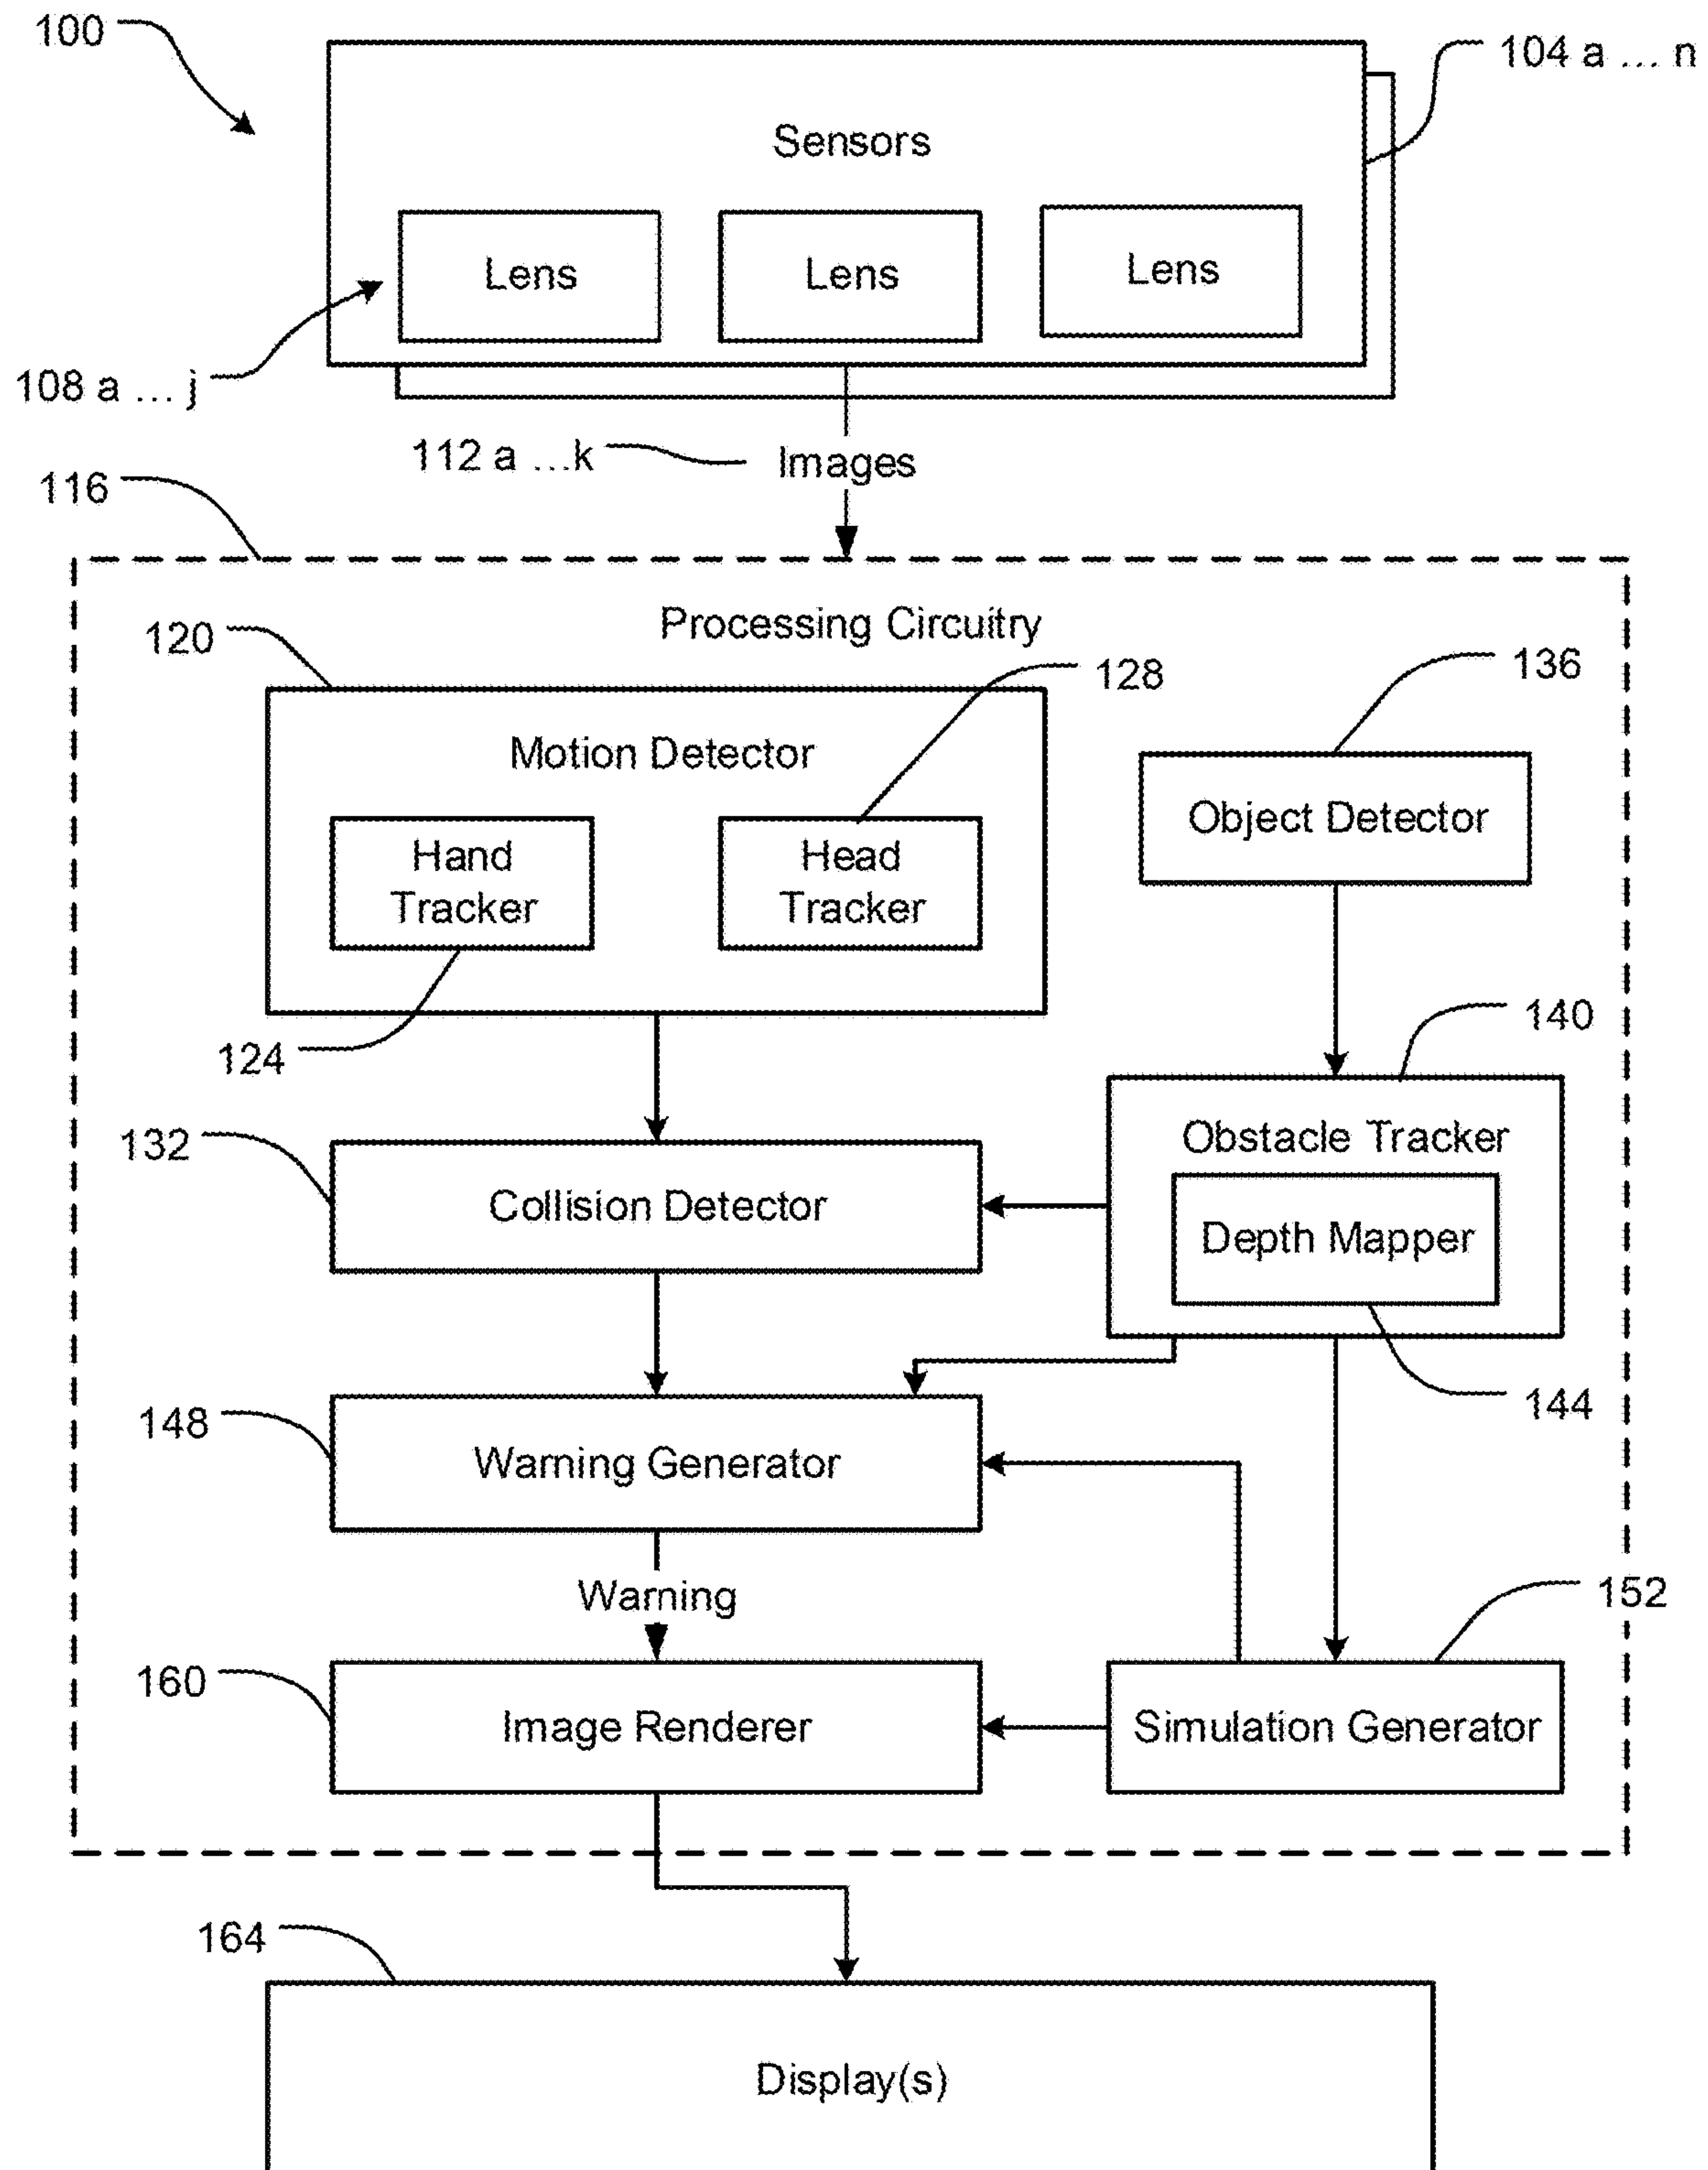 100
104 a ... n
Sensors
Lens
Lens
Lens
108 a ... j
112 a ...k
Images
116
Processing Circuitry
120
128
136
Motion Detector
Object Detector
Hand
Tracker
Head
Tracker
124
140
132
Obstacle Tracker
Collision Detector
Depth Mapper
148
144
Warning Generator
Warning
152
160
Image Renderer
Simulation Generator
164
Display(s)